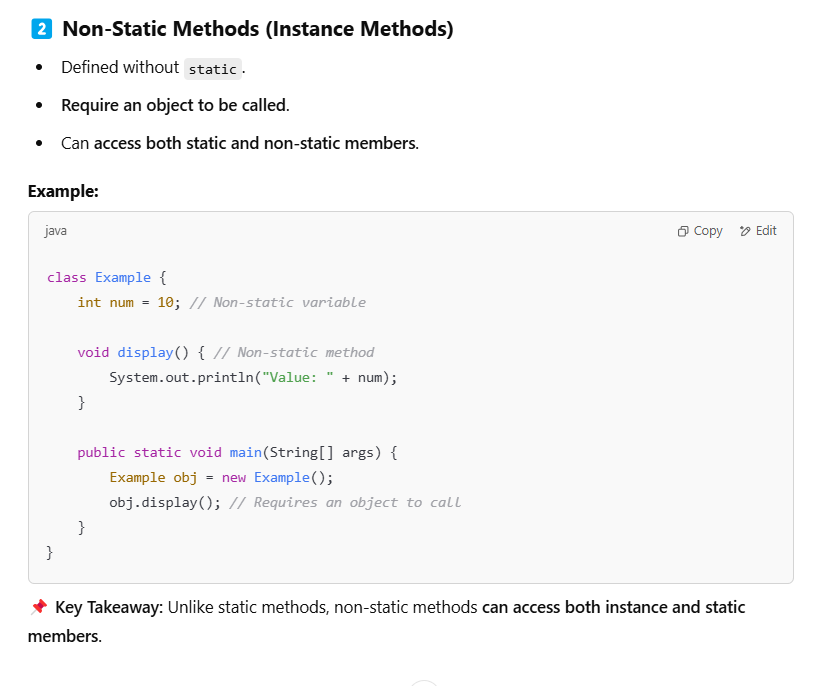 2 Non-Static Methods (Instance Methods)
• Defined without static.
• Require an object to be called.
• Can access both static and non-static members.
Example:
java Copy Edit
class Example {
    int num = 10; // Non-static variable

    void display() { // Non-static method
        System.out.println("Value: " + num);
    }

    public static void main(String[] args) {
        Example obj = new Example();
        obj.display(); // Requires an object to call
    }
}
📌 Key Takeaway: Unlike static methods, non-static methods can access both instance and static
members.